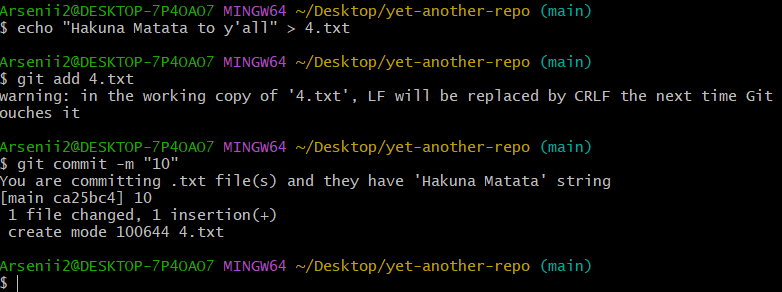 Arsenii2@DESKTOP-7P4OAO7 MINGW64 ~/Desktop/yet-another-repo (main)
$ echo "Hakuna Matata to y'all" > 4.txt
Arsenii2@DESKTOP-7P4OAO7 MINGW64 ~/Desktop/yet-another-repo (main)
$ git add 4.txt
warning: in the working copy of '4.txt', LF will be replaced by CRLF the next time Git
ouches it
Arsenii2@DESKTOP-7P4OAO7 MINGW64 ~/Desktop/yet-another-repo (main)
$ git commit -m "10"
You are committing .txt file(s) and they have 'Hakuna Matata' string
[main ca25bc4] 10
 1 file changed, 1 insertion(+)
 create mode 100644 4.txt
Arsenii2@DESKTOP-7P4OAO7 MINGW64 ~/Desktop/yet-another-repo (main)
$